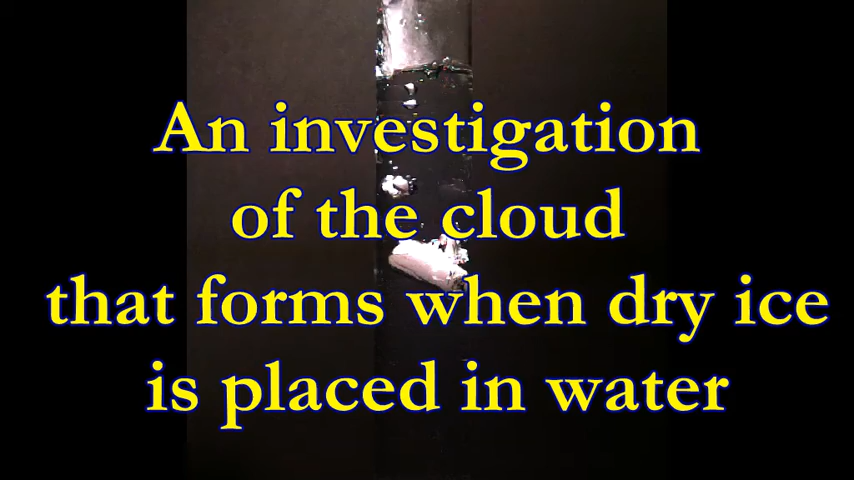 An investigation
of the cloud
that forms when dry ice
is placed in water